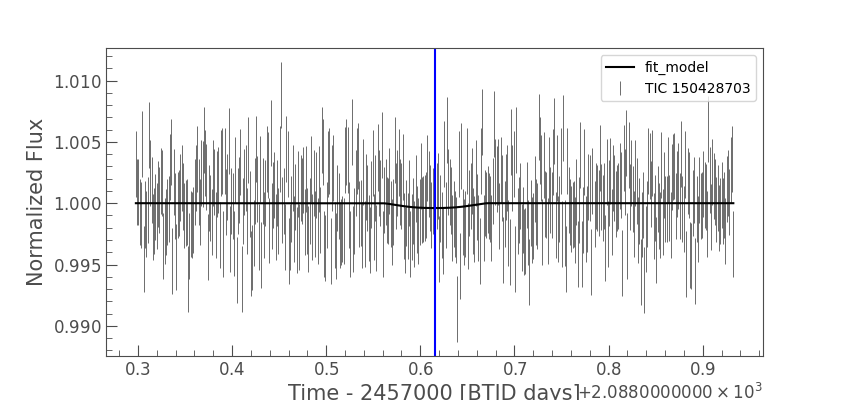 fit_model
TIC 150428703
1.010
1.005
1.000
0.995
0.990
Normalized Flux
0.3 0.4 0.5 0.6 0.7 0.8 0.9
Time - 2457000 [BTJD days]
+2.0880000000 × 10³